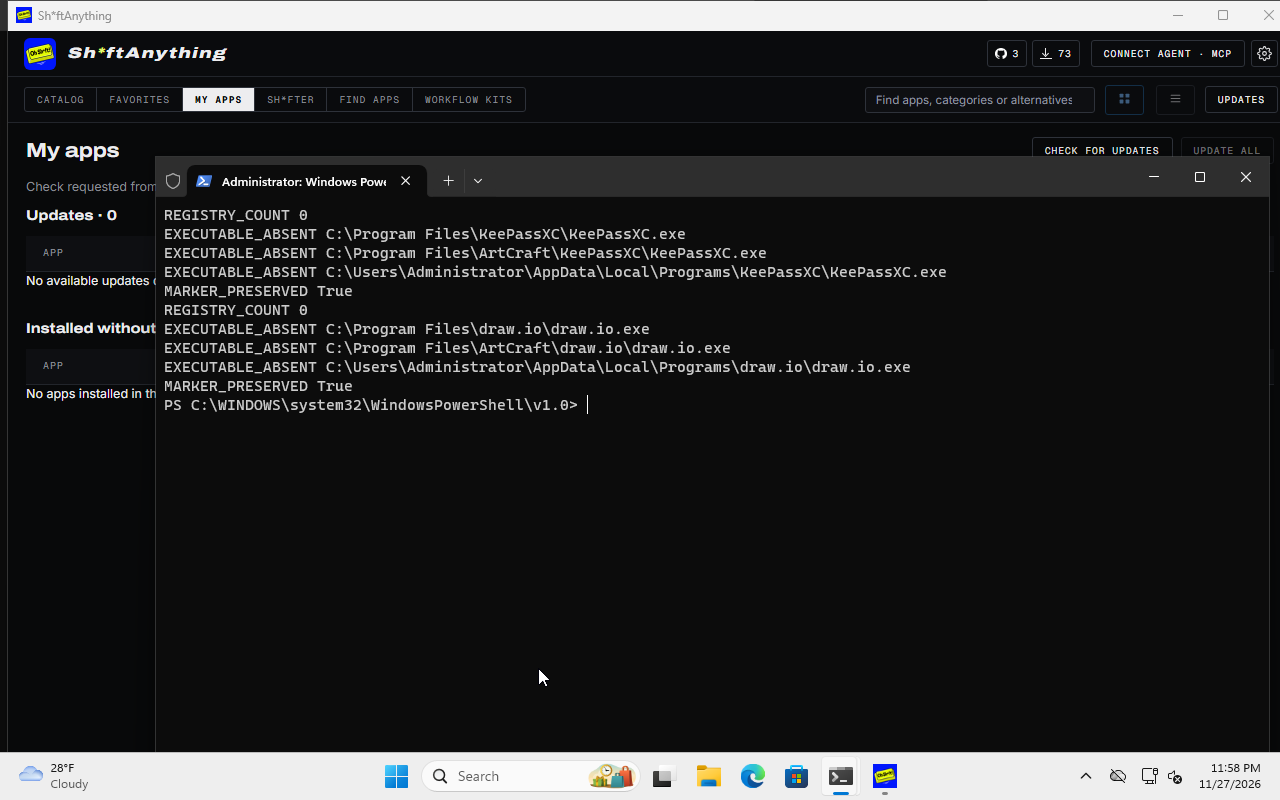 Sh*ftAnything
Oh Sh*ft!
Sh*ftAnything
3
73
CONNECT AGENT · MCP
CATALOG
FAVORITES
MY APPS
SH*FTER
FIND APPS
WORKFLOW KITS
Find apps, categories or alternatives
UPDATES
My apps
CHECK FOR UPDATES
UPDATE ALL
Check requested from
Updates · 0
APP
No available updates
Installed without
APP
No apps installed in th
Administrator: Windows Powe
REGISTRY_COUNT 0
EXECUTABLE_ABSENT C:\Program Files\KeePassXC\KeePassXC.exe
EXECUTABLE_ABSENT C:\Program Files\ArtCraft\KeePassXC\KeePassXC.exe
EXECUTABLE_ABSENT C:\Users\Administrator\AppData\Local\Programs\KeePassXC\KeePassXC.exe
MARKER_PRESERVED True
REGISTRY_COUNT 0
EXECUTABLE_ABSENT C:\Program Files\draw.io\draw.io.exe
EXECUTABLE_ABSENT C:\Program Files\ArtCraft\draw.io\draw.io.exe
EXECUTABLE_ABSENT C:\Users\Administrator\AppData\Local\Programs\draw.io\draw.io.exe
MARKER_PRESERVED True
PS C:\WINDOWS\system32\WindowsPowerShell\v1.0>
28°F
Cloudy
Search
11:58 PM
11/27/2026